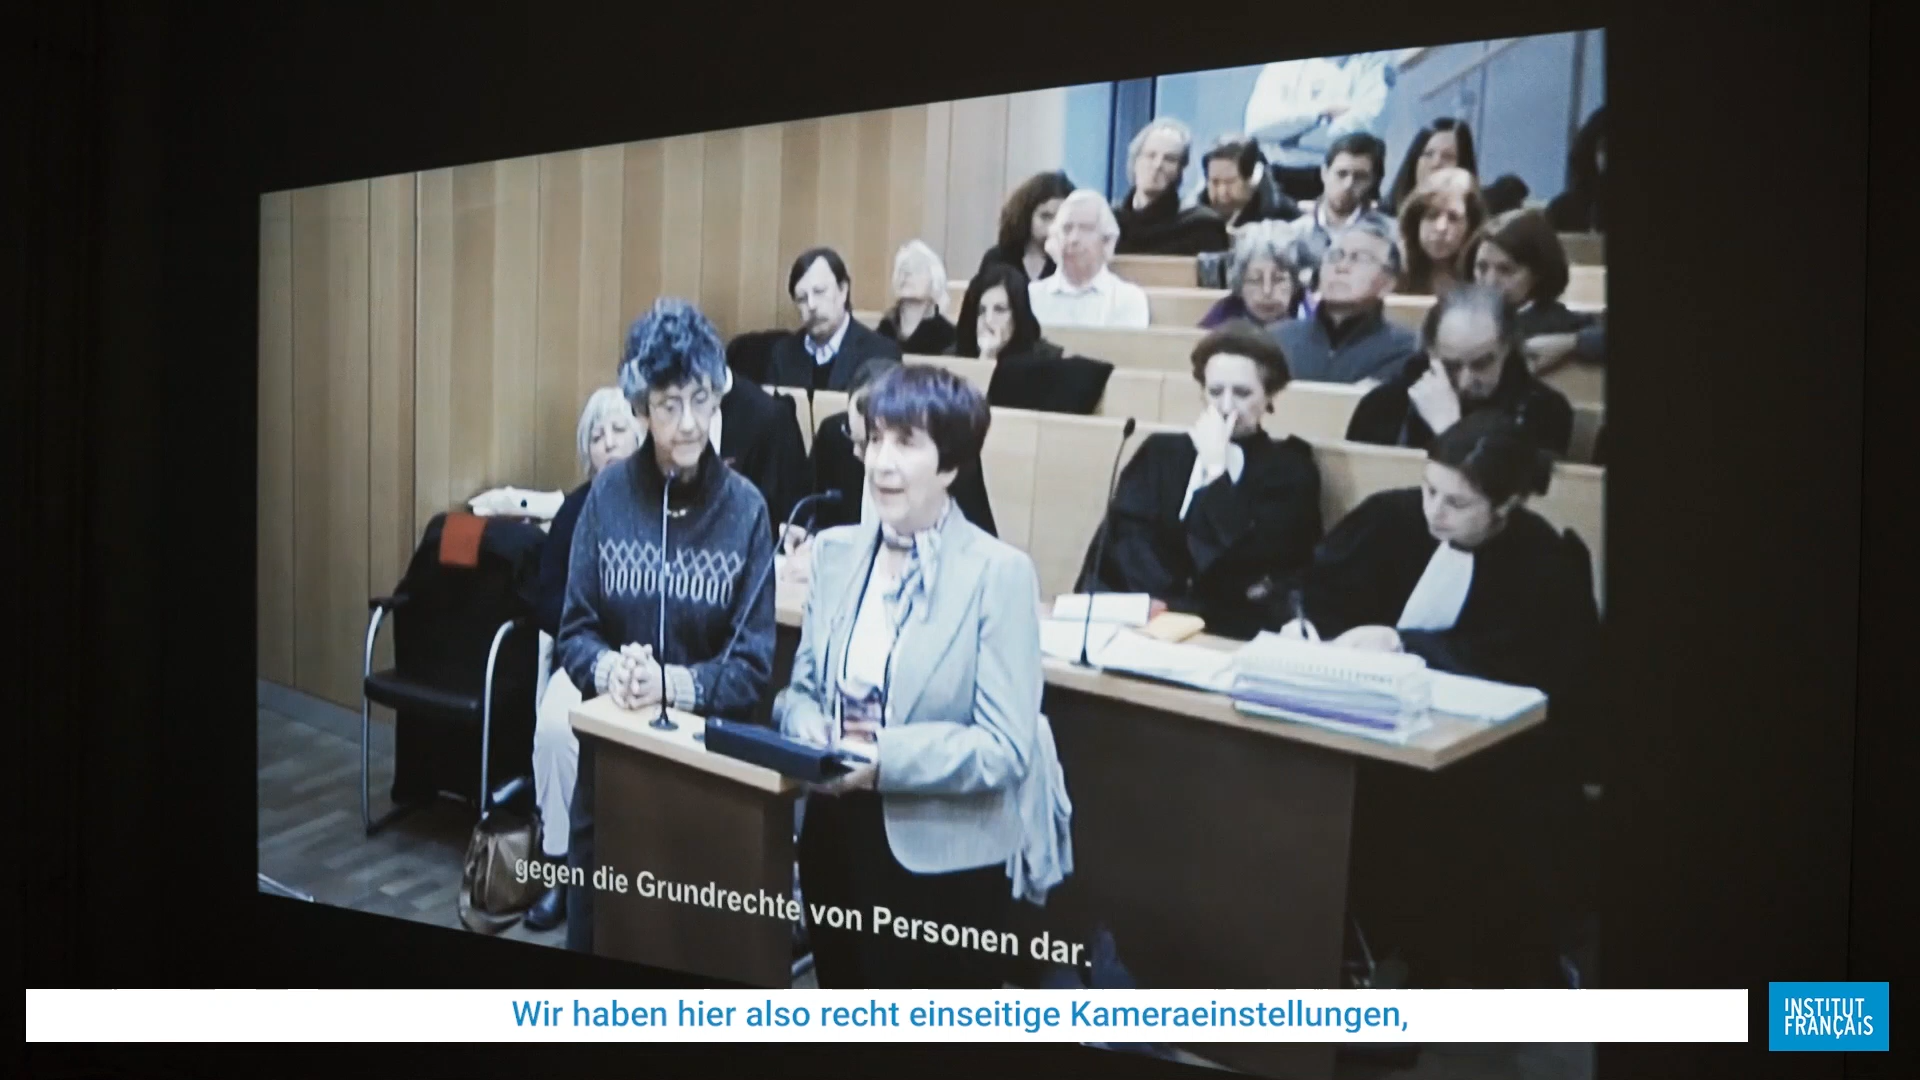 gegen die Grundrechte von Personen dar.
Wir haben hier also recht einseitige Kameraeinstellungen,
INSTITUT
FRANÇAIS